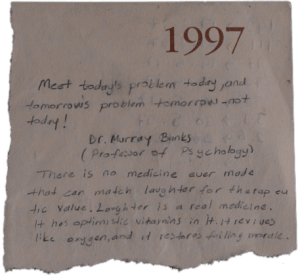 1997
Meet today's problem today, and
tomorrow's problem tomorrow-not
today!
Dr. Murray Banks
(Professor of Psychology)
There is no medicine ever made
that can match laughter for therapeu
tic value. Laughter is a real medicine.
It has optimistic vitamins in it. it revives
like oxygen, and it restores failing morale.